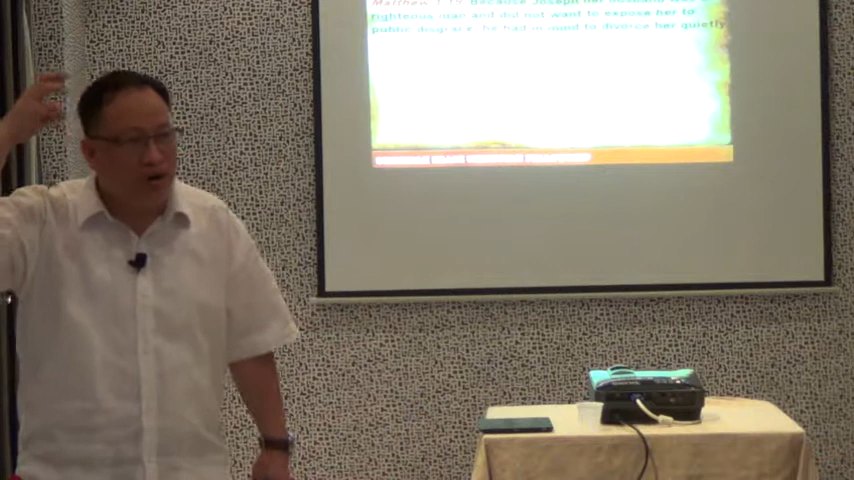 Matthew 1:19 Because Joseph her husband was a
righteous man and did not want to expose her to
public disgrace, he had in mind to divorce her quietly